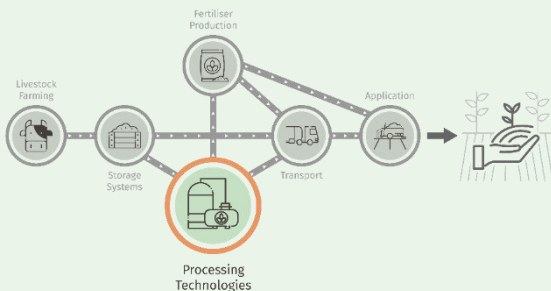 Fertiliser
Production
Livestock
Farming
Application
Storage
Systems
Transport
Processing
Technologies